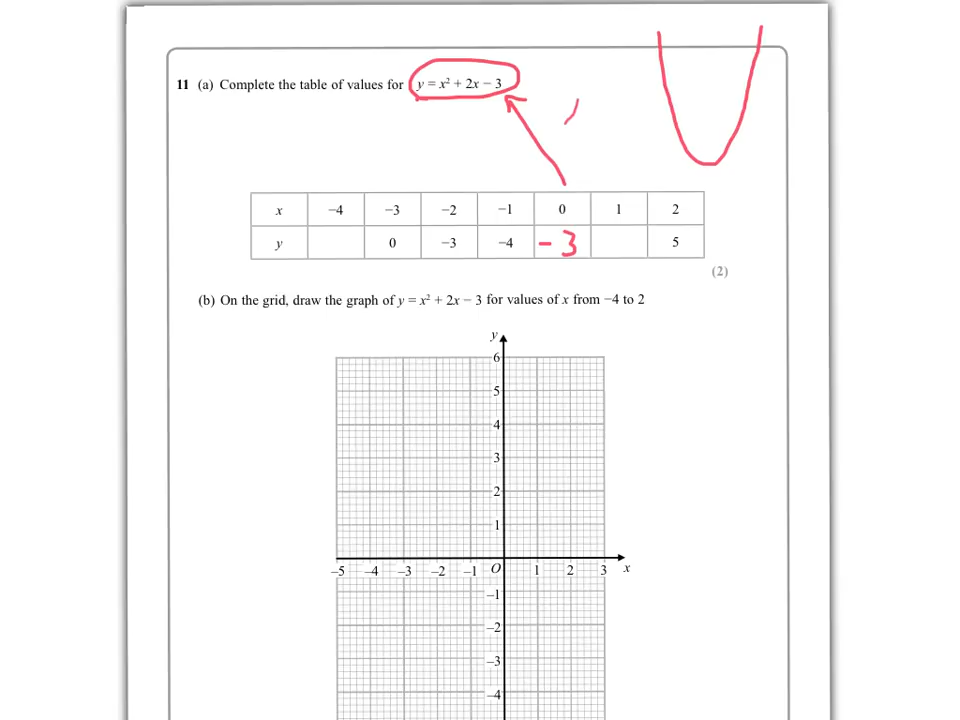 11 (a) Complete the table of values for y = x² + 2x − 3
x −4 −3 −2 −1 0 1 2
y 0 −3 −4 −3 5
(2)
(b) On the grid, draw the graph of y = x² + 2x − 3 for values of x from −4 to 2
y
6
5
4
3
2
1
−5 −4 −3 −2 −1 O 1 2 3 x
−1
−2
−3
−4